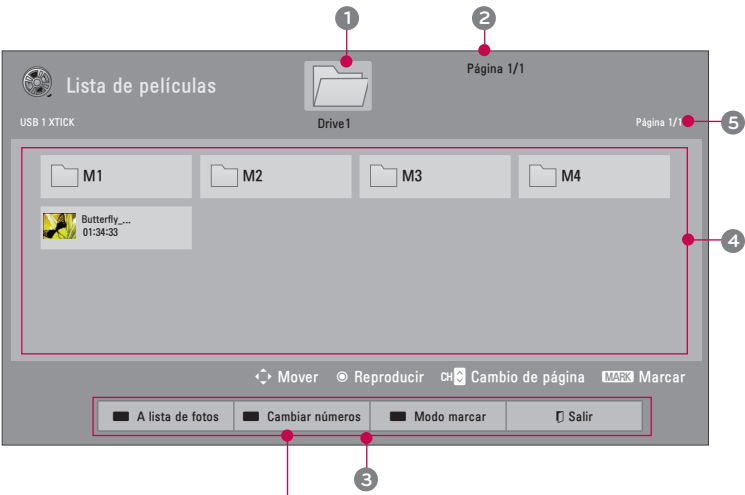 1
2
Página 1/1
Lista de películas
USB 1 XTICK
Drive1
Página 1/1
5
M1
M2
M3
M4
Butterfly_...
01:34:33
4
Mover
Reproducir
CH Cambio de página
MARK Marcar
A lista de fotos
Cambiar números
Modo marcar
Salir
3